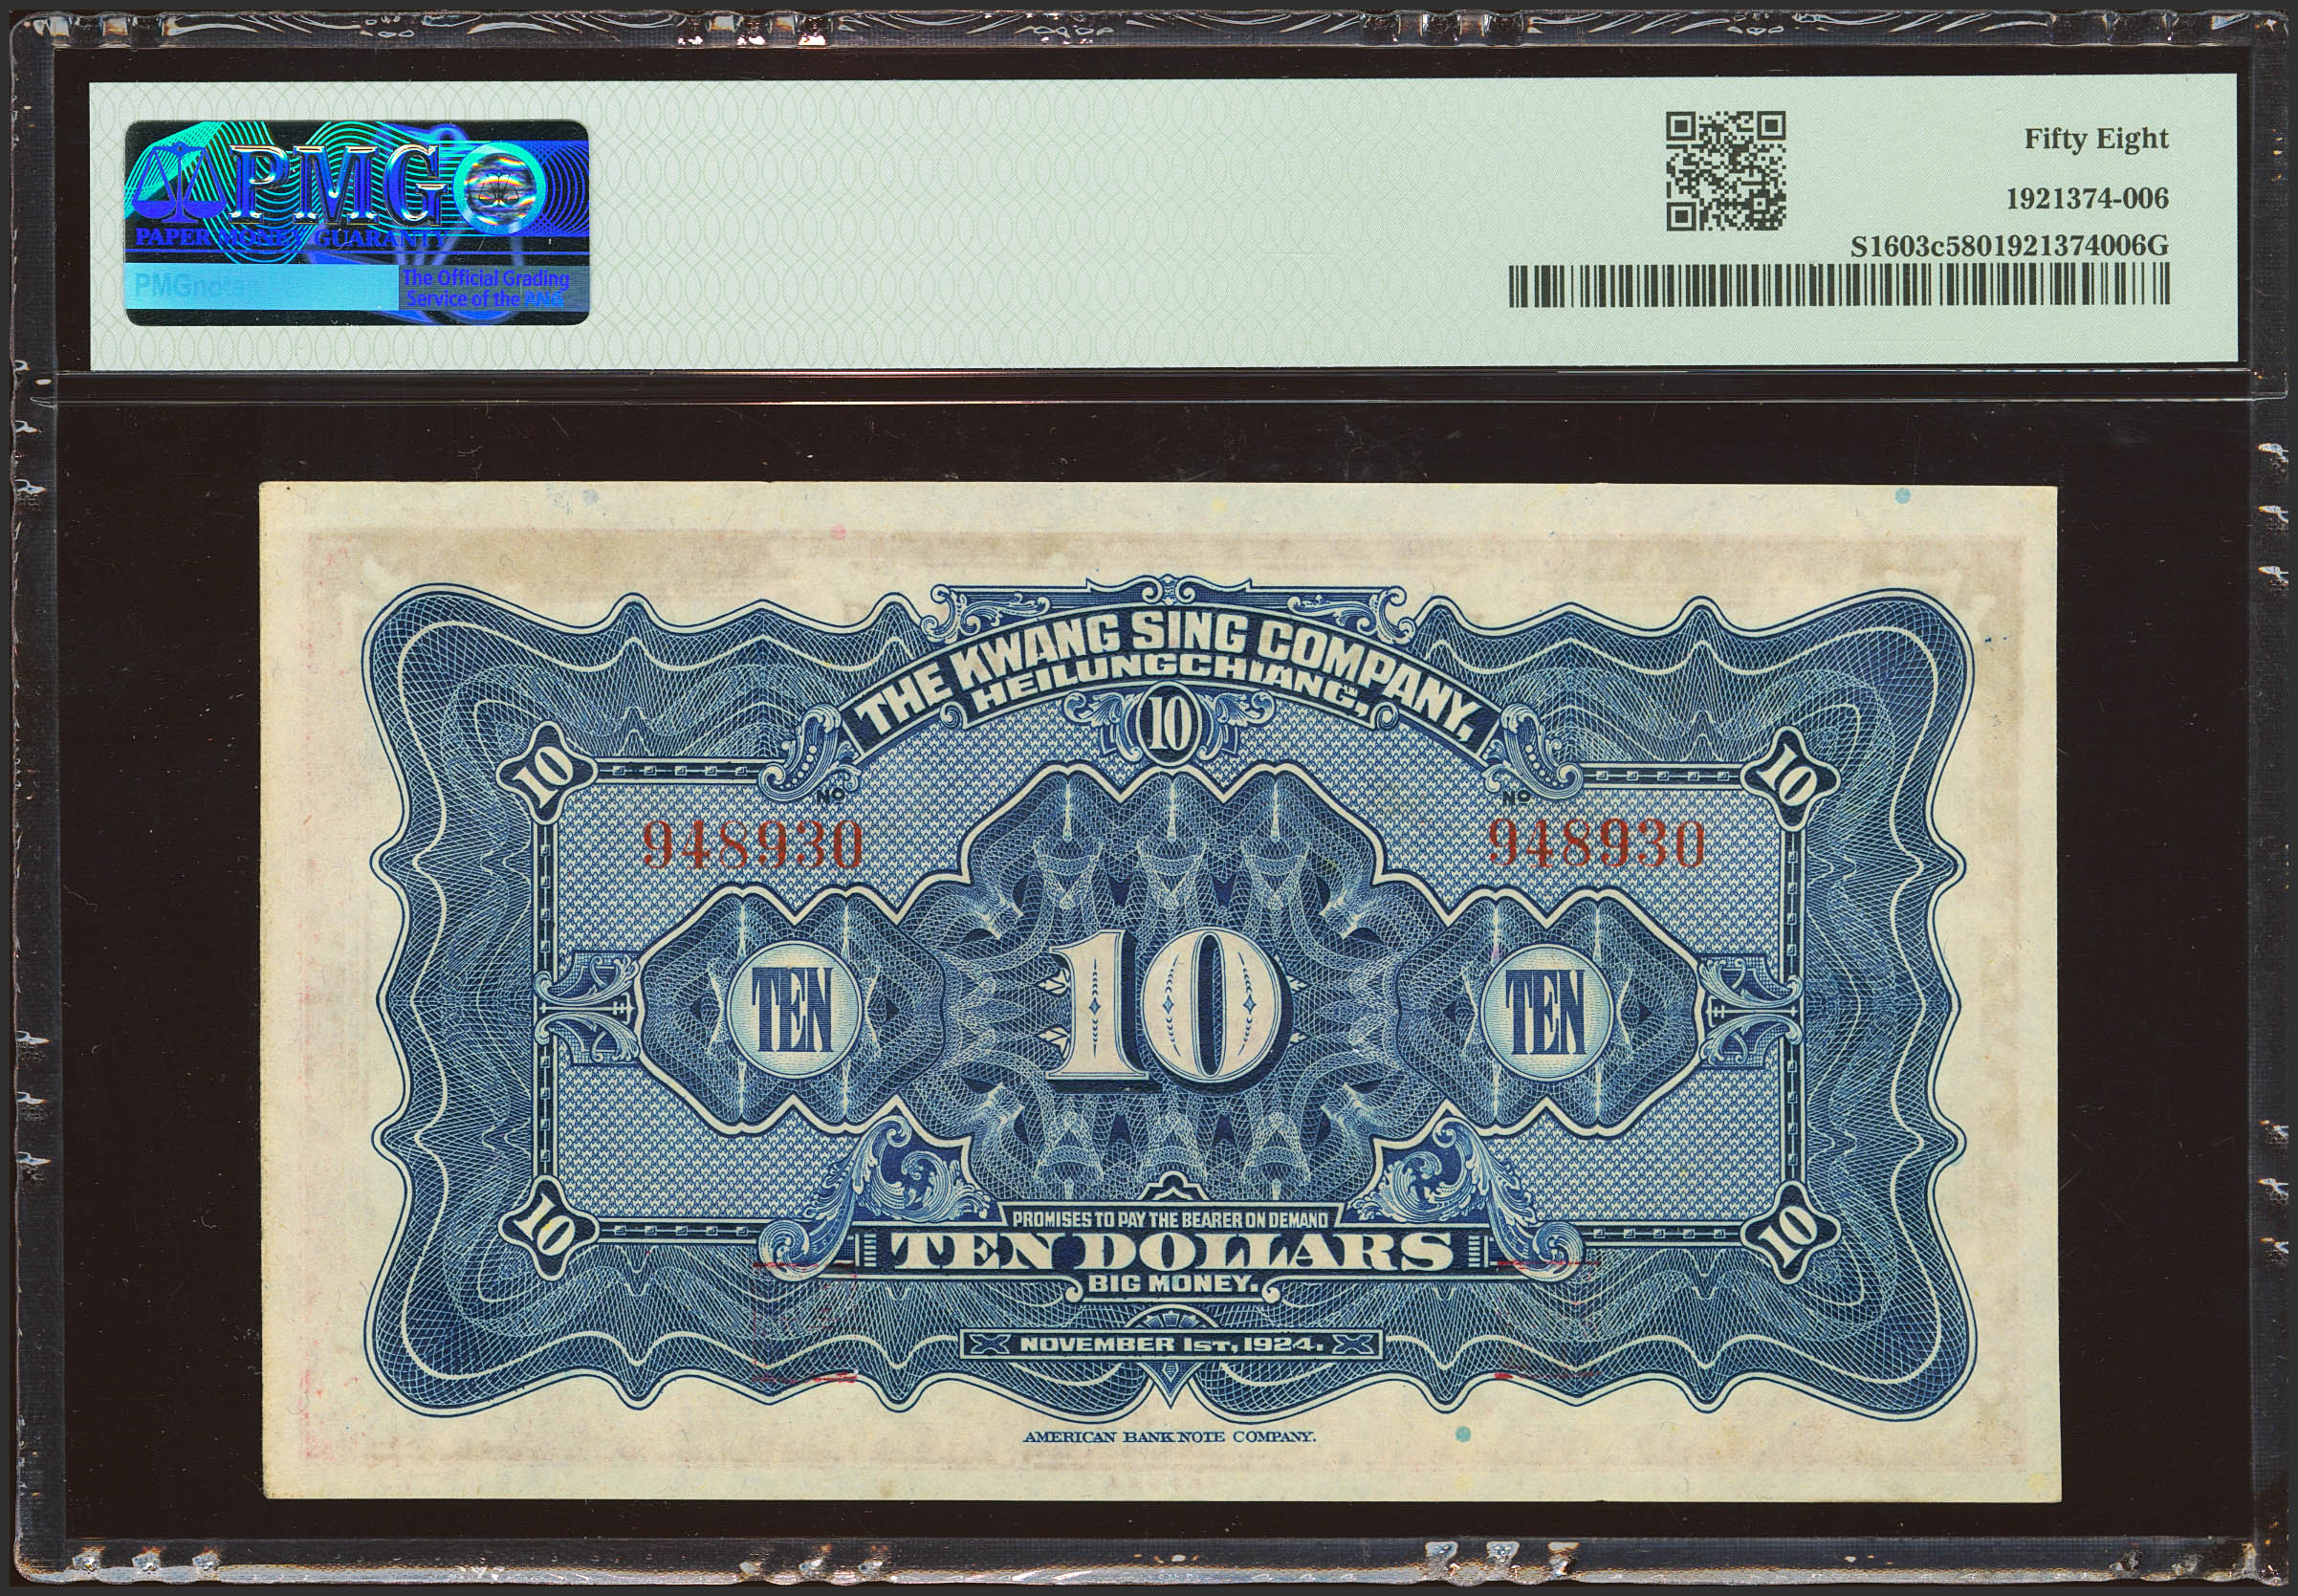 PMG
PAPER MONEY GUARANTY
PMGnotes
The Official Grading
Service of the PNG
Fifty Eight
1921374-006
S1603c5801921374006G
THE KWANG SING COMPANY,
HEILUNGCHIANG,
10
10 10
No No
948930 948930
TEN 10 TEN
10 10
PROMISES TO PAY THE BEARER ON DEMAND
TEN DOLLARS
BIG MONEY.
NOVEMBER 1ST, 1924.
AMERICAN BANK NOTE COMPANY.